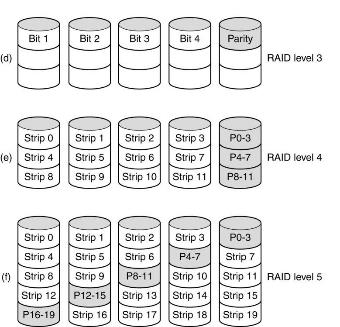 Bit 1 Bit 2 Bit 3 Bit 4 Parity
(d) RAID level 3
Strip 0 Strip 1 Strip 2 Strip 3 P0-3
(e) Strip 4 Strip 5 Strip 6 Strip 7 P4-7 RAID level 4
Strip 8 Strip 9 Strip 10 Strip 11 P8-11
Strip 0 Strip 1 Strip 2 Strip 3 P0-3
Strip 4 Strip 5 Strip 6 P4-7 Strip 7
(f) Strip 8 Strip 9 P8-11 Strip 10 Strip 11 RAID level 5
Strip 12 P12-15 Strip 13 Strip 14 Strip 15
P16-19 Strip 16 Strip 17 Strip 18 Strip 19